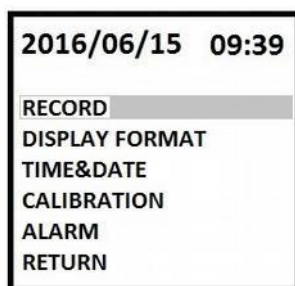 2016/06/15 09:39
RECORD
DISPLAY FORMAT
TIME&DATE
CALIBRATION
ALARM
RETURN